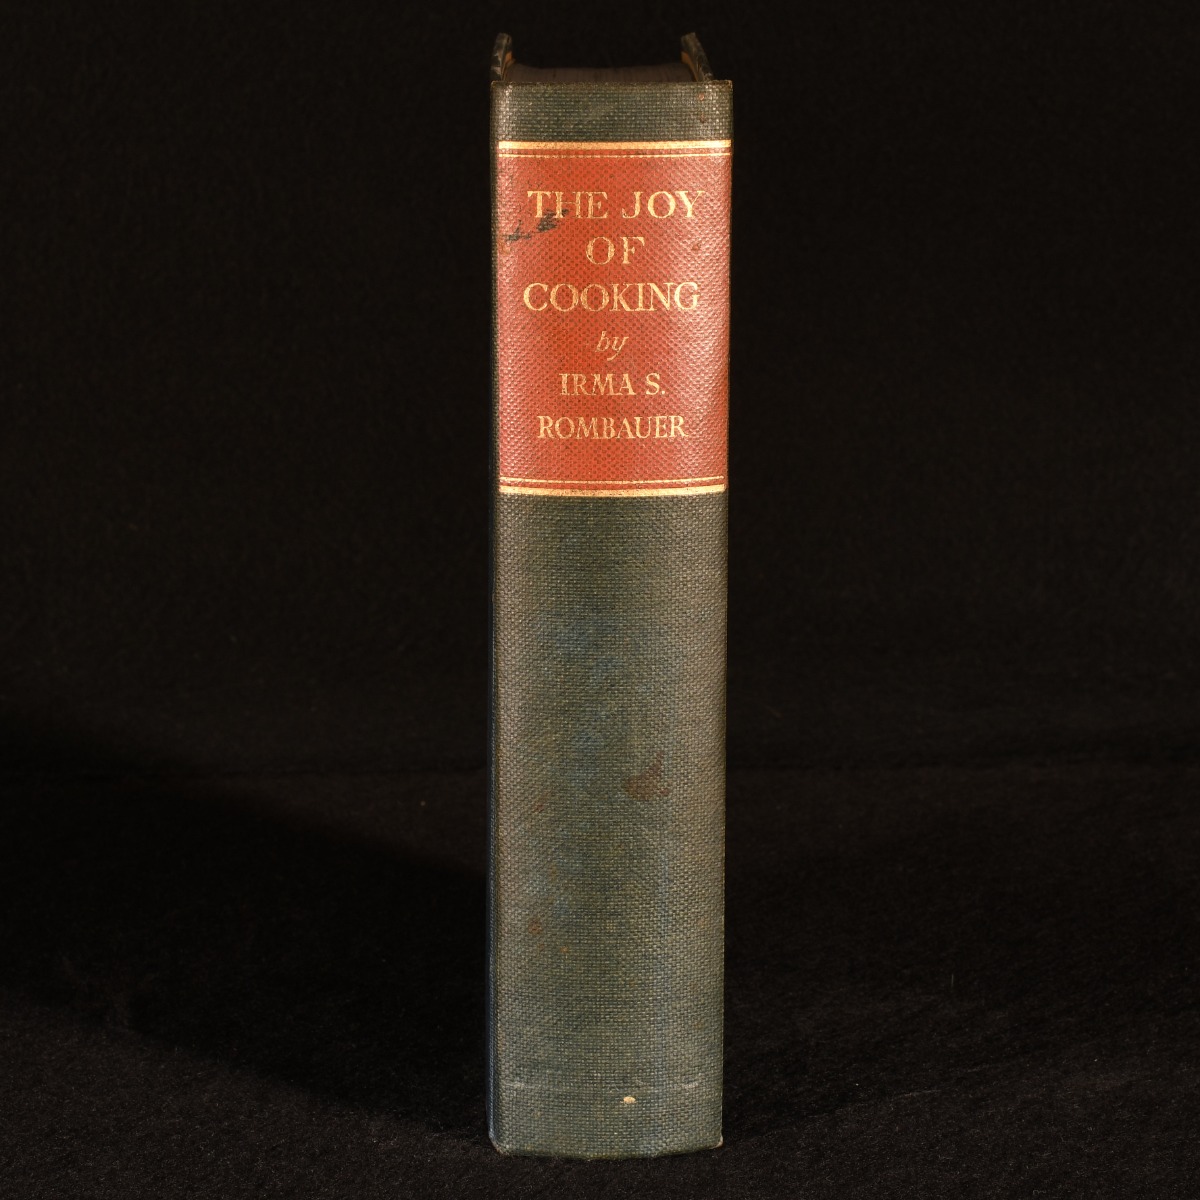 THE JOY
OF
COOKING
by
IRMA S.
ROMBAUER